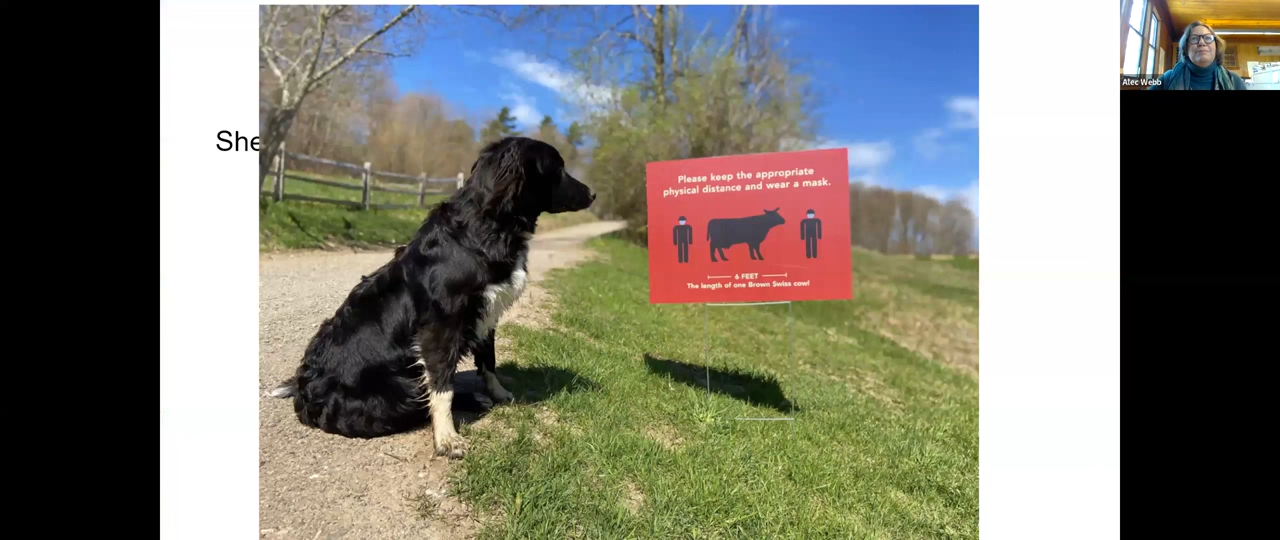 She
Please keep the appropriate
physical distance and wear a mask.
6 FEET
The length of one Brown Swiss cow!
Alec Webb